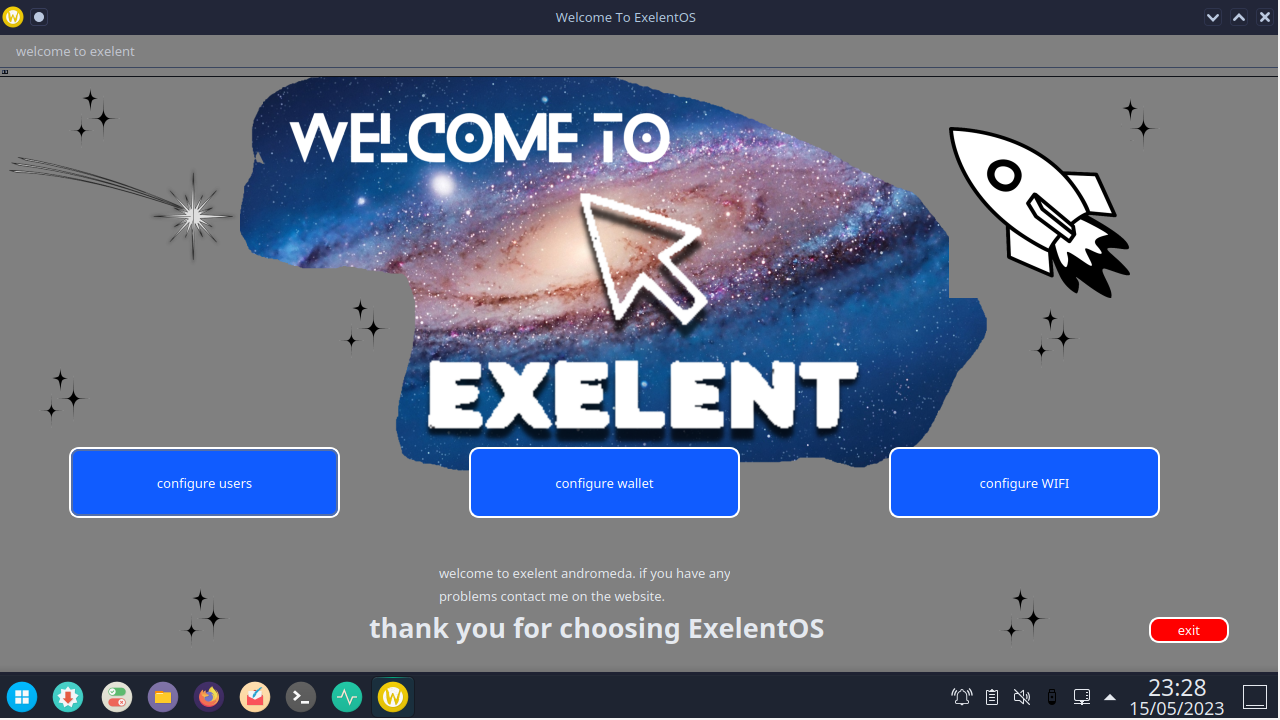 Welcome To ExelentOS
welcome to exelent
WELCOME TO
EXELENT
configure users
configure wallet
configure WIFI
welcome to exelent andromeda. if you have any
problems contact me on the website.
thank you for choosing ExelentOS
exit
23:28
15/05/2023